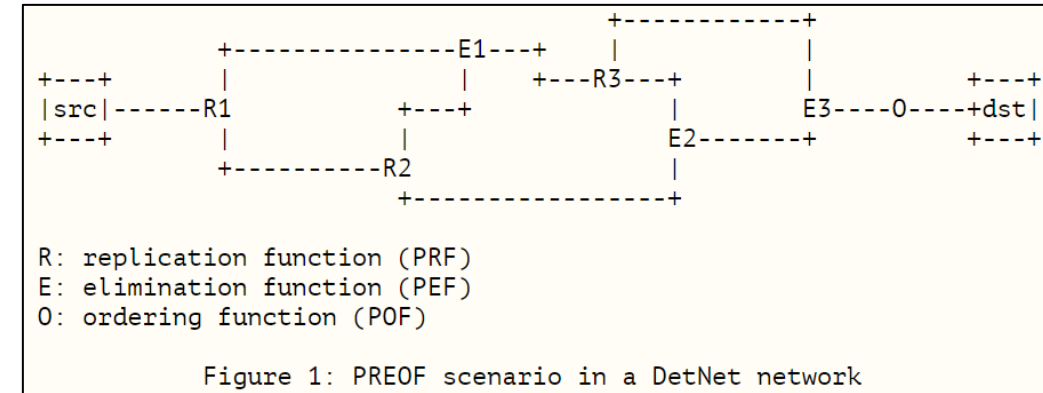 +------------+
               +---------------E1---+    |            |
+---+          |               |    +---R3---+        |          +---+
|src|------R1             +---+             |        E3----O----+dst|
+---+          |           |                E2-------+          +---+
               +----------R2                |
                          +-----------------+
R: replication function (PRF)
E: elimination function (PEF)
O: ordering function (POF)
Figure 1: PREOF scenario in a DetNet network